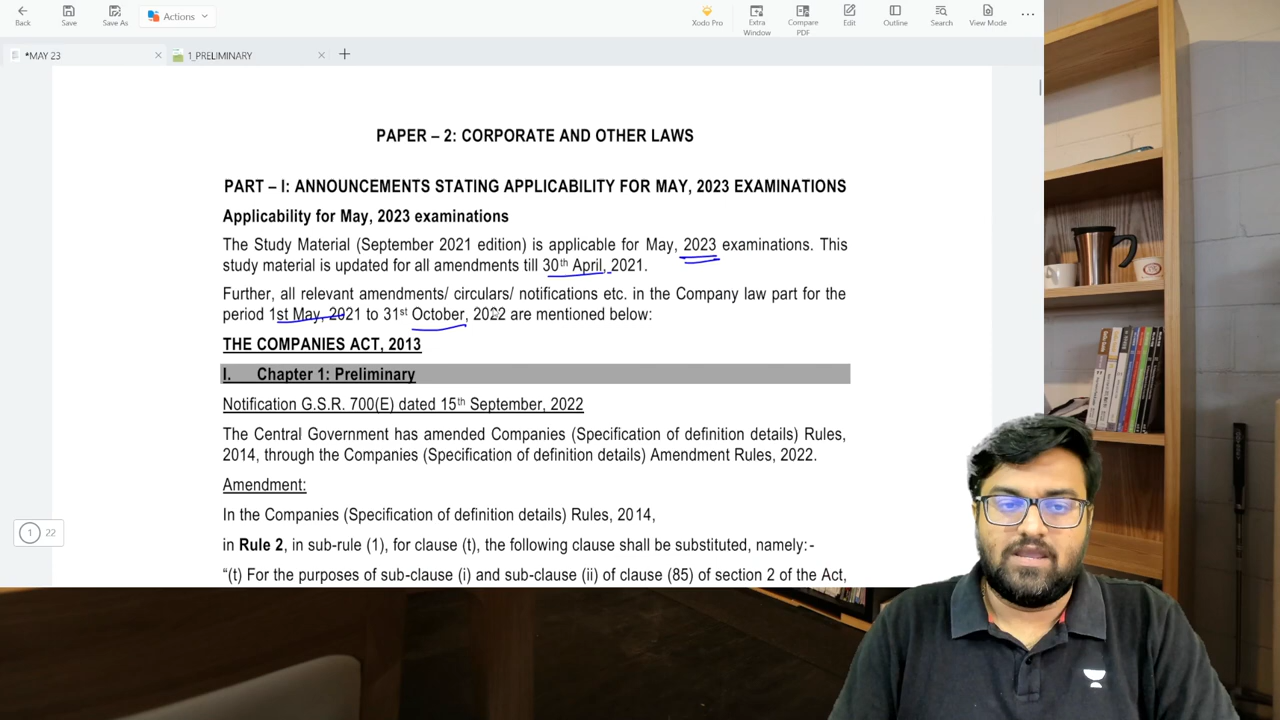 Back
Save
Save As
Actions
Xodo Pro
Extra Window
Compare PDF
Edit
Outline
Search
View Mode
*MAY 23
1_PRELIMINARY
PAPER – 2: CORPORATE AND OTHER LAWS
PART – I: ANNOUNCEMENTS STATING APPLICABILITY FOR MAY, 2023 EXAMINATIONS
Applicability for May, 2023 examinations
The Study Material (September 2021 edition) is applicable for May, 2023 examinations. This
study material is updated for all amendments till 30th April, 2021.
Further, all relevant amendments/ circulars/ notifications etc. in the Company law part for the
period 1st May, 2021 to 31st October, 2022 are mentioned below:
THE COMPANIES ACT, 2013
I. Chapter 1: Preliminary
Notification G.S.R. 700(E) dated 15th September, 2022
The Central Government has amended Companies (Specification of definition details) Rules,
2014, through the Companies (Specification of definition details) Amendment Rules, 2022.
Amendment:
In the Companies (Specification of definition details) Rules, 2014,
in Rule 2, in sub-rule (1), for clause (t), the following clause shall be substituted, namely:-
“(t) For the purposes of sub-clause (i) and sub-clause (ii) of clause (85) of section 2 of the Act,
1 22